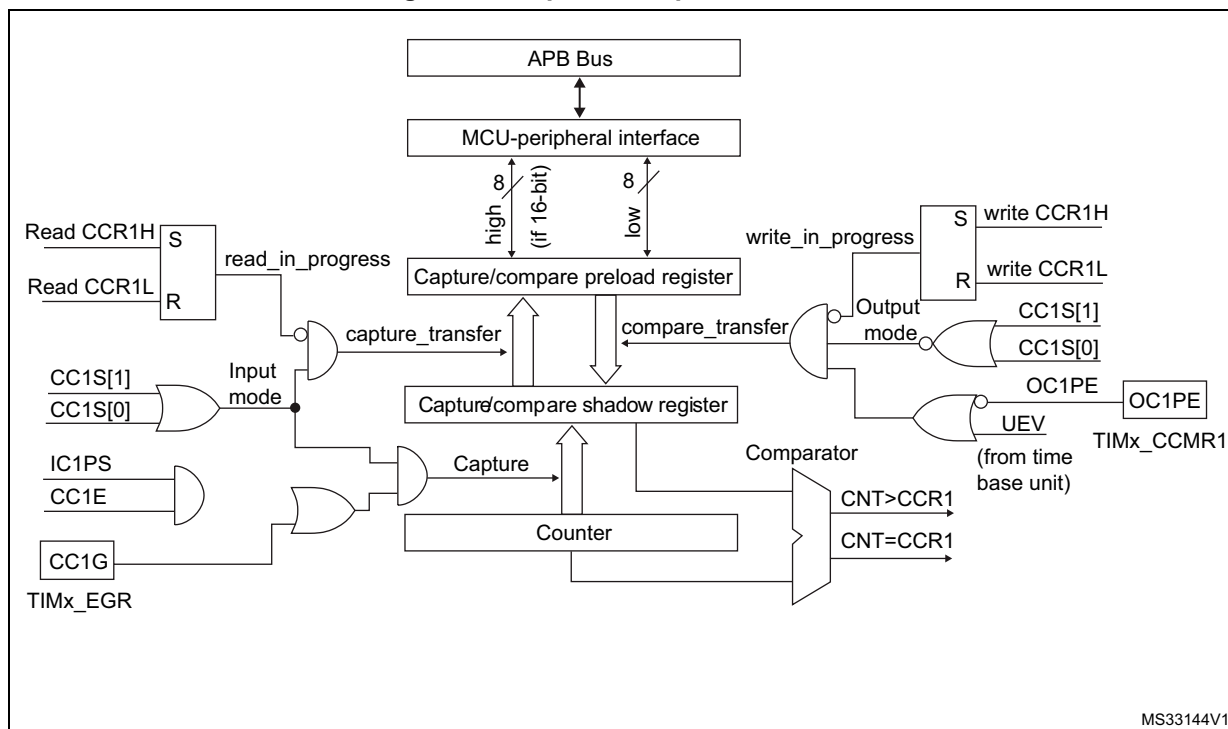 APB Bus
MCU-peripheral interface
8
high
(if 16-bit)
8
low
Read CCR1H
S
Read CCR1L
R
read_in_progress
write_in_progress
S
write CCR1H
R
write CCR1L
Capture/compare preload register
capture_transfer
compare_transfer
Output
mode
CC1S[1]
CC1S[0]
CC1S[1]
CC1S[0]
Input
mode
Capture/compare shadow register
OC1PE
OC1PE
UEV
TIMx_CCMR1
(from time
base unit)
IC1PS
CC1E
Capture
Comparator
CNT>CCR1
Counter
CNT=CCR1
CC1G
TIMx_EGR
MS33144V1